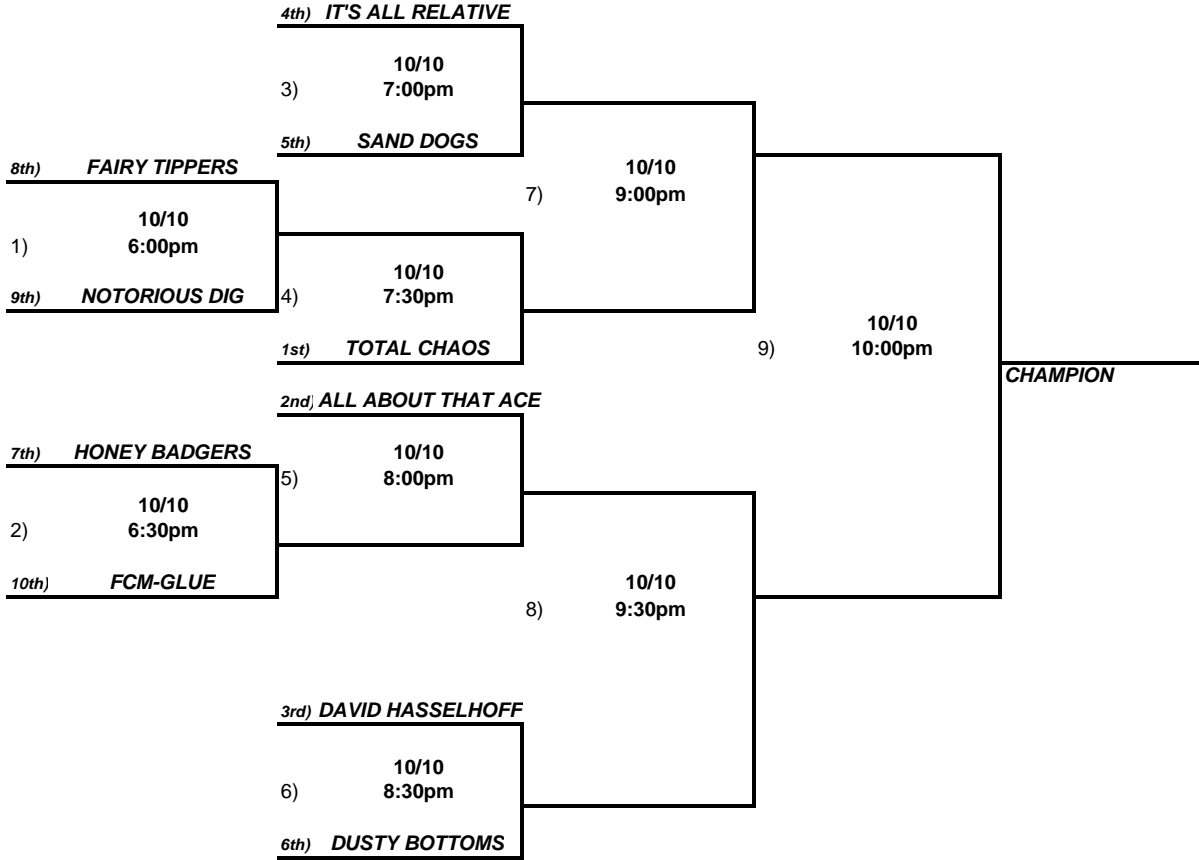 4th) IT'S ALL RELATIVE
10/10
3) 7:00pm
5th) SAND DOGS
8th) FAIRY TIPPERS
10/10
7) 9:00pm
10/10
1) 6:00pm
10/10
9th) NOTORIOUS DIG
4) 7:30pm
10/10
1st) TOTAL CHAOS
9) 10:00pm
CHAMPION
2nd) ALL ABOUT THAT ACE
7th) HONEY BADGERS
10/10
5) 8:00pm
10/10
2) 6:30pm
10th) FCM-GLUE
10/10
8) 9:30pm
3rd) DAVID HASSELHOFF
10/10
6) 8:30pm
6th) DUSTY BOTTOMS